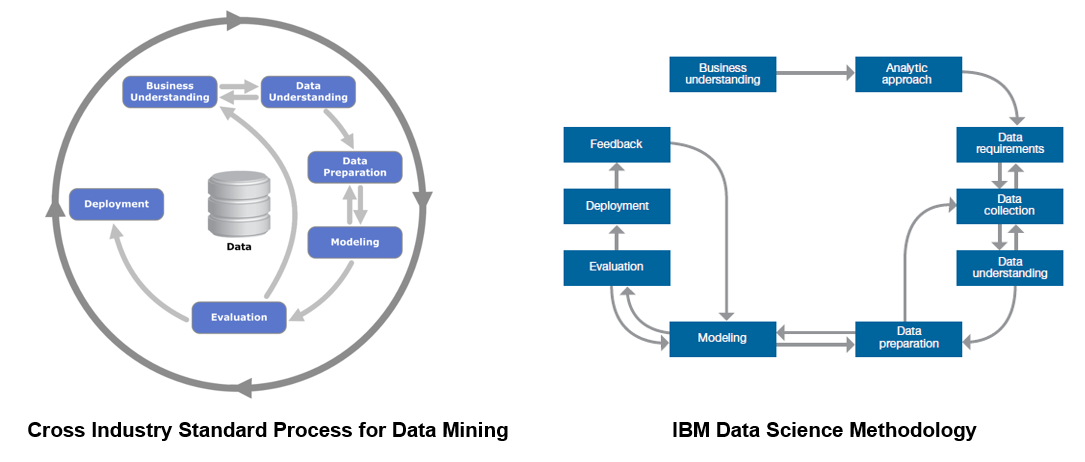 Business
Understanding
Data
Understanding
Data
Preparation
Modeling
Evaluation
Deployment
Data
Cross Industry Standard Process for Data Mining
Business
understanding
Analytic
approach
Data
requirements
Data
collection
Data
understanding
Data
preparation
Modeling
Evaluation
Deployment
Feedback
IBM Data Science Methodology